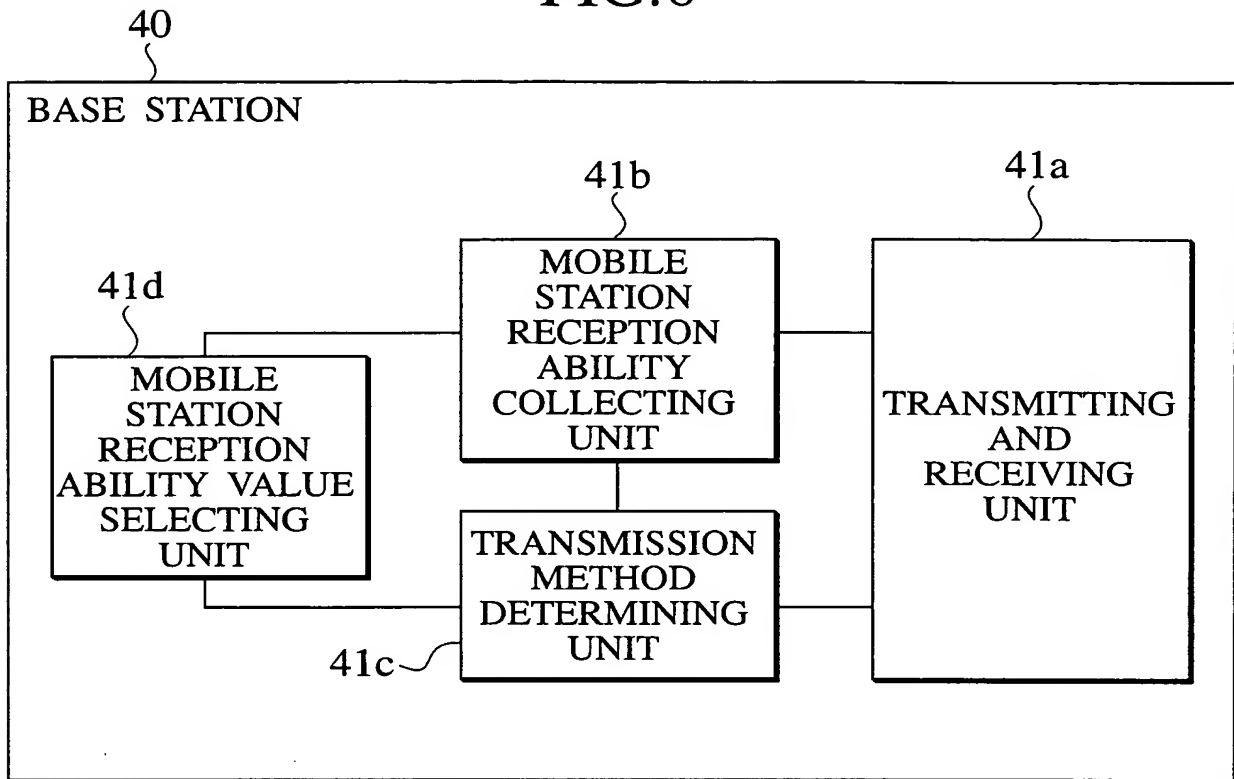 40
BASE STATION
41b
41a
41d
MOBILE
STATION
RECEPTION
ABILITY
COLLECTING
UNIT
MOBILE
STATION
RECEPTION
ABILITY VALUE
SELECTING
UNIT
TRANSMITTING
AND
RECEIVING
UNIT
TRANSMISSION
METHOD
DETERMINING
UNIT
41c